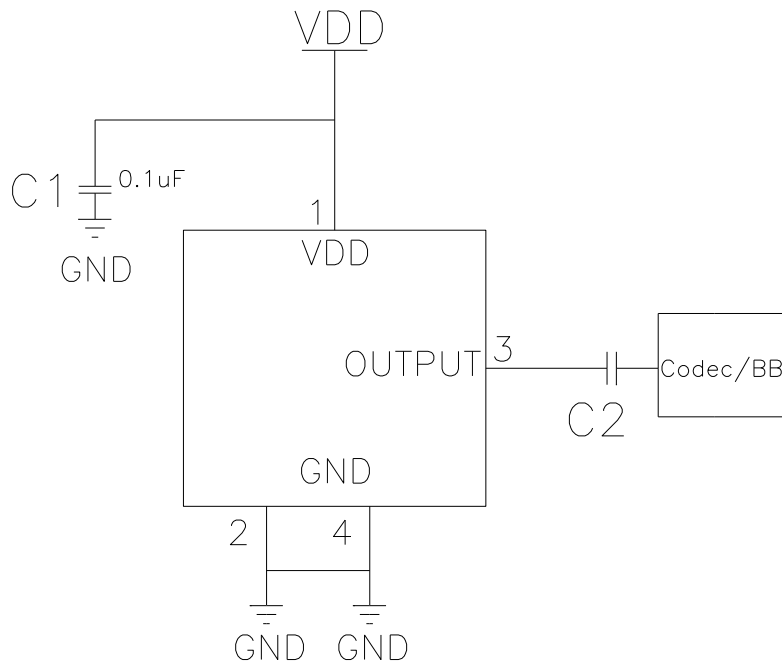 VDD
C1
0.1uF
GND
1
VDD
OUTPUT
3
C2
Codec/BB
GND
2
4
GND
GND